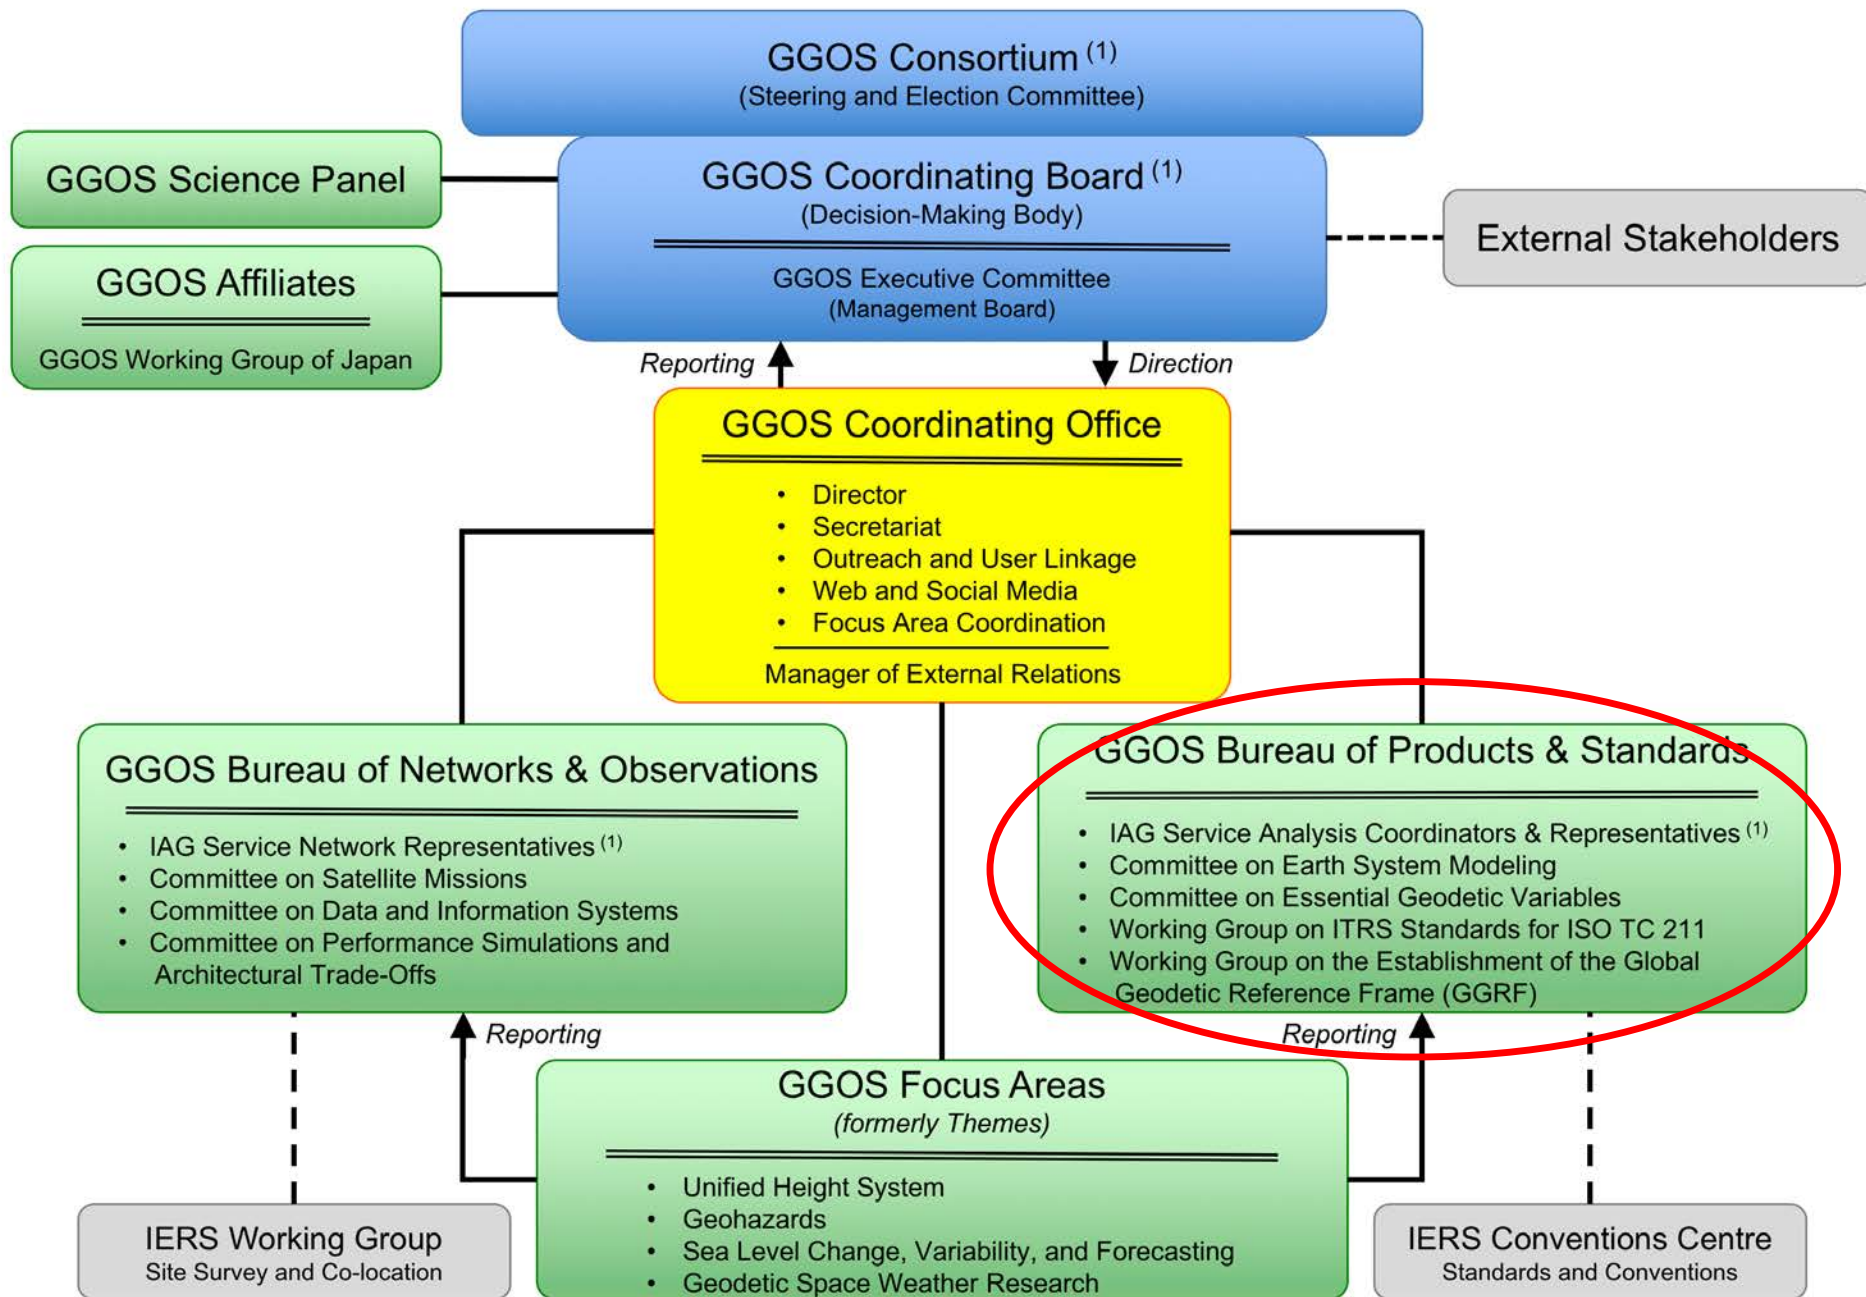 GGOS Consortium (1)
(Steering and Election Committee)
GGOS Science Panel
GGOS Coordinating Board (1)
(Decision-Making Body)
GGOS Executive Committee
(Management Board)
External Stakeholders
GGOS Affiliates
GGOS Working Group of Japan
Reporting
Direction
GGOS Coordinating Office
• Director
• Secretariat
• Outreach and User Linkage
• Web and Social Media
• Focus Area Coordination
Manager of External Relations
GGOS Bureau of Networks & Observations
• IAG Service Network Representatives (1)
• Committee on Satellite Missions
• Committee on Data and Information Systems
• Committee on Performance Simulations and
Architectural Trade-Offs
GGOS Bureau of Products & Standards
• IAG Service Analysis Coordinators & Representatives (1)
• Committee on Earth System Modeling
• Committee on Essential Geodetic Variables
• Working Group on ITRS Standards for ISO TC 211
• Working Group on the Establishment of the Global
Geodetic Reference Frame (GGRF)
Reporting
Reporting
GGOS Focus Areas
(formerly Themes)
• Unified Height System
• Geohazards
• Sea Level Change, Variability, and Forecasting
• Geodetic Space Weather Research
IERS Working Group
Site Survey and Co-location
IERS Conventions Centre
Standards and Conventions